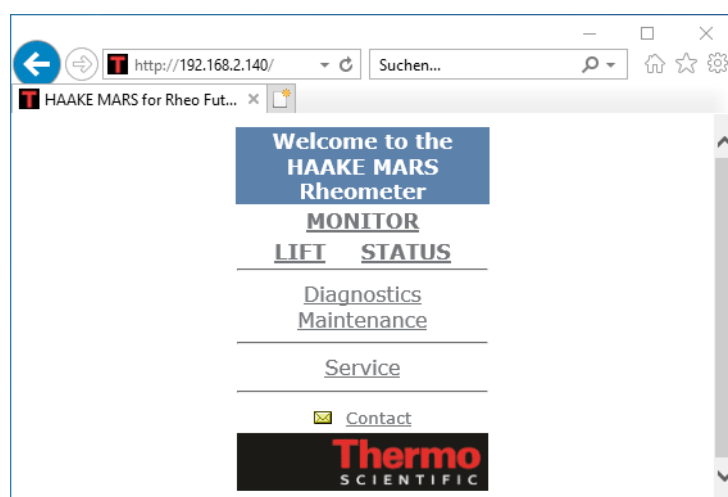 http://192.168.2.140/
Suchen...
HAAKE MARS for Rheo Fut...
Welcome to the
HAAKE MARS
Rheometer
MONITOR
LIFT STATUS
Diagnostics
Maintenance
Service
Contact
Thermo
SCIENTIFIC